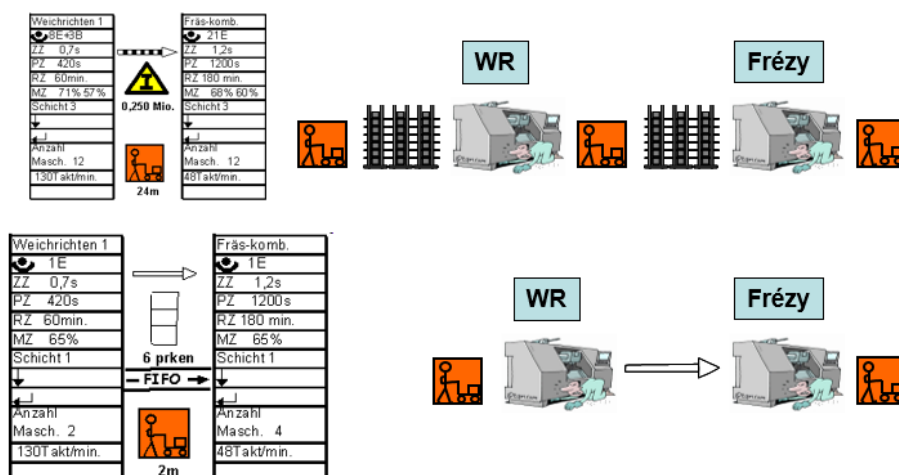 Weichrichten 1
8E+3B
ZZ 0,7s
PZ 420s
RZ 60min.
MZ 71% 57%
Schicht 3
Anzahl
Masch. 12
130Takt/min.
I
0,250 Mio.
24m
Fräs-komb.
21E
ZZ 1,2s
PZ 1200s
RZ 180 min.
MZ 68% 60%
Schicht 3
Anzahl
Masch. 12
48Takt/min.
WR
Frézy
Weichrichten 1
1E
ZZ 0,7s
PZ 420s
RZ 60min.
MZ 65%
Schicht 1
Anzahl
Masch. 2
130Takt/min.
6 prken
FIFO
2m
Fräs-komb.
1E
ZZ 1,2s
PZ 1200s
RZ 180 min.
MZ 65%
Schicht 1
Anzahl
Masch. 4
48Takt/min.
WR
Frézy